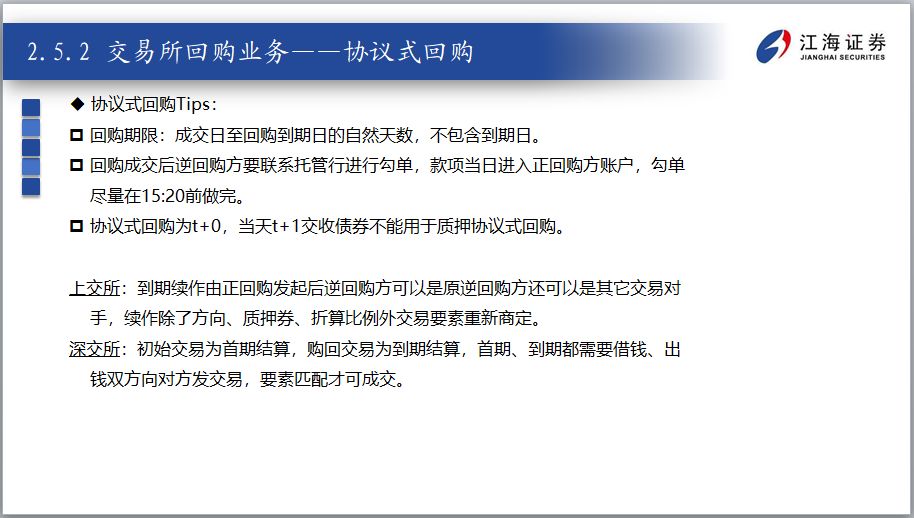 2.5.2 交易所回购业务——协议式回购
江海证券
JIANGHAI SECURITIES
◆ 协议式回购Tips：
回购期限：成交日至回购到期日的自然天数，不包含到期日。
回购成交后逆回购方要联系托管行进行勾单，款项当日进入正回购方账户，勾单
尽量在15:20前做完。
协议式回购为t+0，当天t+1交收债券不能用于质押协议式回购。
上交所：到期续作由正回购发起后逆回购方可以是原逆回购方还可以是其它交易对
手，续作除了方向、质押券、折算比例外交易要素重新商定。
深交所：初始交易为首期结算，购回交易为到期结算，首期、到期都需要借钱、出
钱双方向对方发交易，要素匹配才可成交。